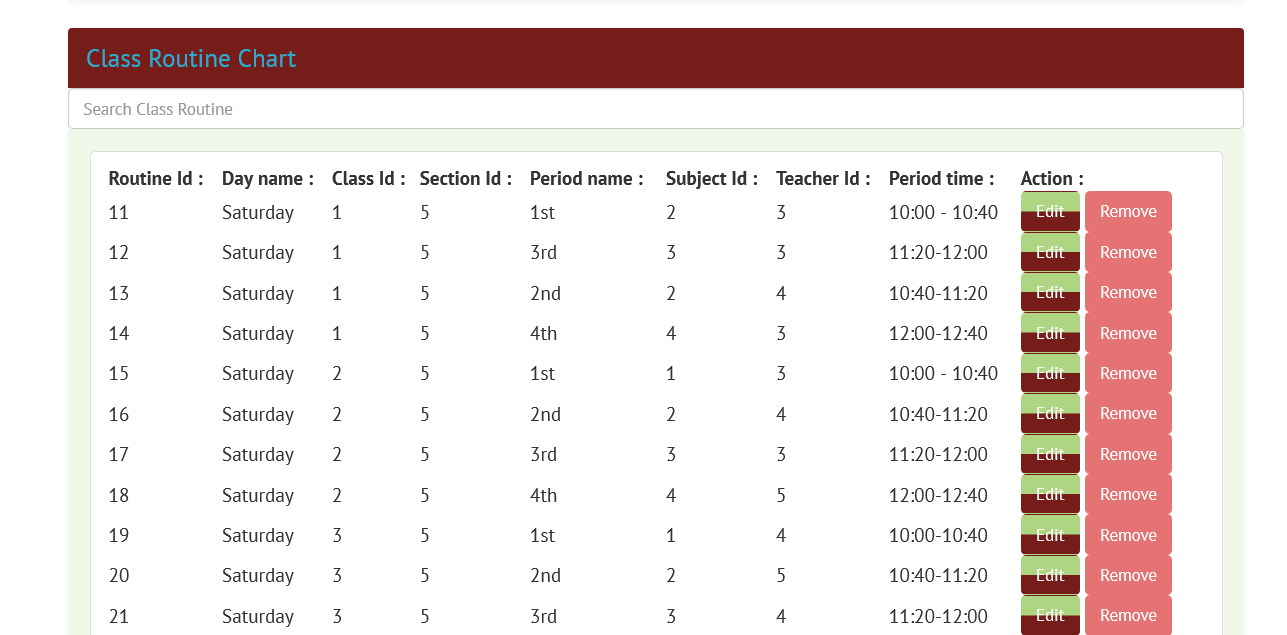 Class Routine Chart
Search Class Routine
Routine Id : Day name : Class Id : Section Id : Period name : Subject Id : Teacher Id : Period time : Action :
11 Saturday 1 5 1st 2 3 10:00 - 10:40 Edit Remove
12 Saturday 1 5 3rd 3 3 11:20-12:00 Edit Remove
13 Saturday 1 5 2nd 2 4 10:40-11:20 Edit Remove
14 Saturday 1 5 4th 4 3 12:00-12:40 Edit Remove
15 Saturday 2 5 1st 1 3 10:00 - 10:40 Edit Remove
16 Saturday 2 5 2nd 2 4 10:40-11:20 Edit Remove
17 Saturday 2 5 3rd 3 3 11:20-12:00 Edit Remove
18 Saturday 2 5 4th 4 5 12:00-12:40 Edit Remove
19 Saturday 3 5 1st 1 4 10:00-10:40 Edit Remove
20 Saturday 3 5 2nd 2 5 10:40-11:20 Edit Remove
21 Saturday 3 5 3rd 3 4 11:20-12:00 Edit Remove